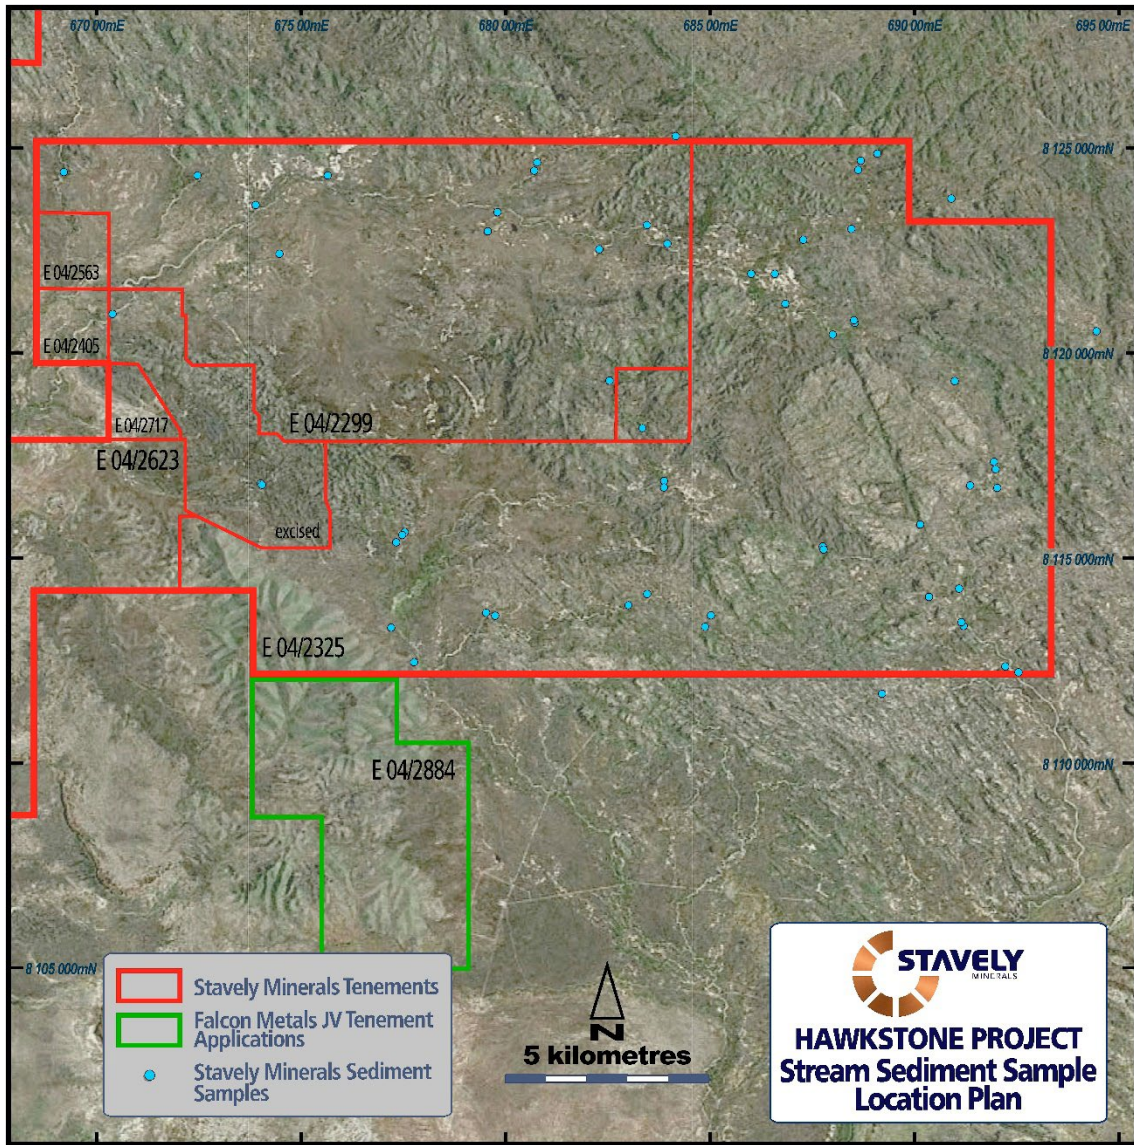 670 00mE
675 00mE
680 00mE
685 00mE
690 00mE
695 00mE
8 125 000mN
E 04/2563
E 04/2405
8 120 000mN
E 04/2717
E 04/2299
E 04/2623
excised
8 115 000mN
E 04/2325
E 04/2884
8 110 000mN
8 105 000mN
Stavely Minerals Tenements
Falcon Metals JV Tenement
Applications
Stavely Minerals Sediment
Samples
N
5 kilometres
STAVELY
MINERALS
HAWKSTONE PROJECT
Stream Sediment Sample
Location Plan